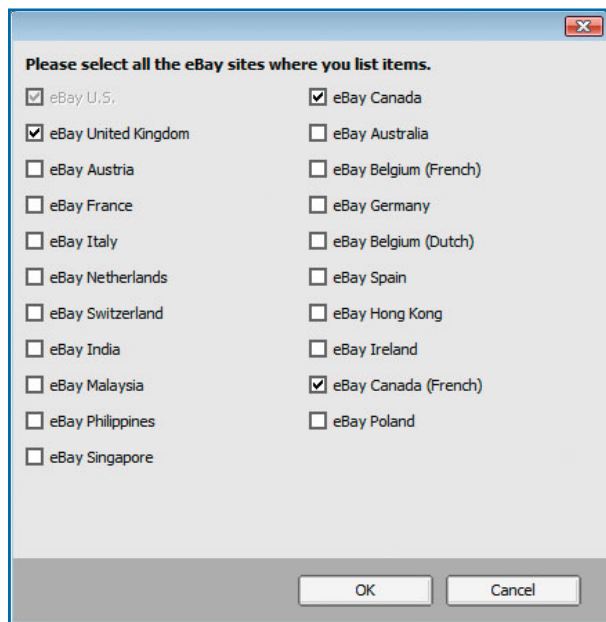 Please select all the eBay sites where you list items.
eBay U.S.
eBay Canada
eBay United Kingdom
eBay Australia
eBay Austria
eBay Belgium (French)
eBay France
eBay Germany
eBay Italy
eBay Belgium (Dutch)
eBay Netherlands
eBay Spain
eBay Switzerland
eBay Hong Kong
eBay India
eBay Ireland
eBay Malaysia
eBay Canada (French)
eBay Philippines
eBay Poland
eBay Singapore
OK
Cancel